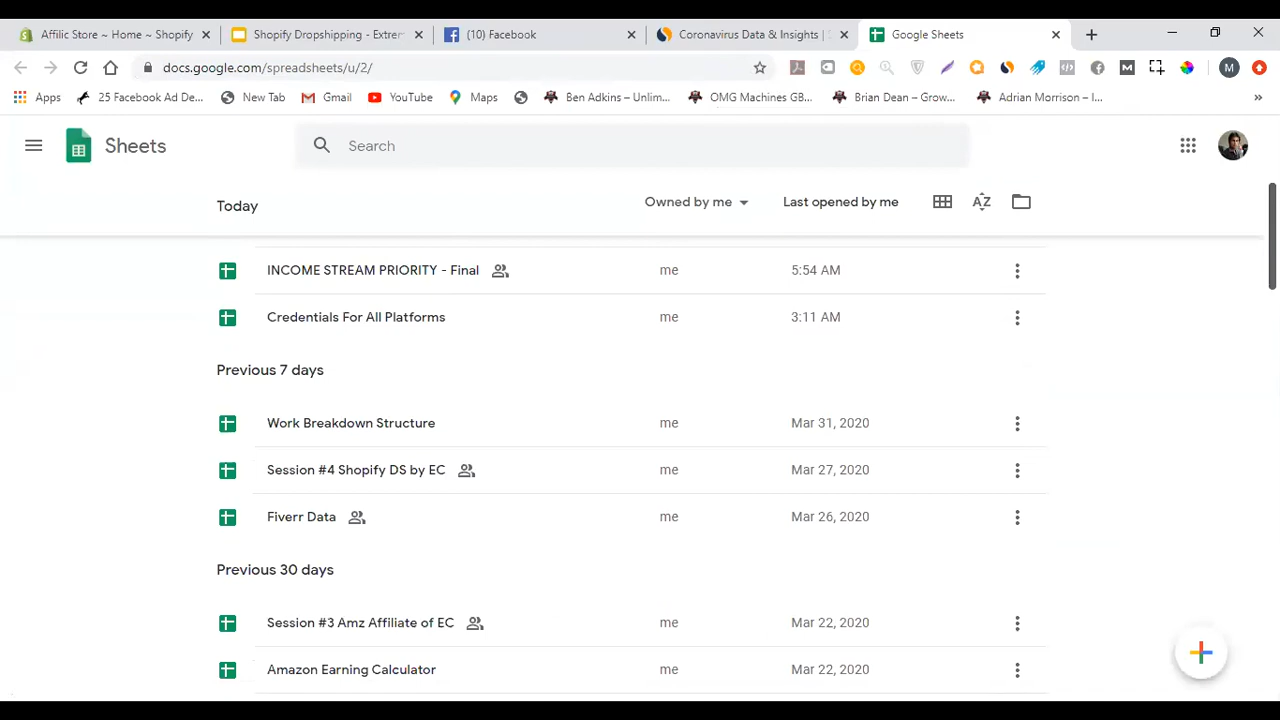 Affilic Store ~ Home ~ Shopify
Shopify Dropshipping - Extrem
(10) Facebook
Coronavirus Data & Insights |
Google Sheets
docs.google.com/spreadsheets/u/2/
M
Apps
25 Facebook Ad De...
New Tab
Gmail
YouTube
Maps
Ben Adkins – Unlim...
OMG Machines GB...
Brian Dean – Grow...
Adrian Morrison – I...
Sheets
Search
Today
Owned by me
Last opened by me
AZ
INCOME STREAM PRIORITY - Final me 5:54 AM
Credentials For All Platforms me 3:11 AM
Previous 7 days
Work Breakdown Structure me Mar 31, 2020
Session #4 Shopify DS by EC me Mar 27, 2020
Fiverr Data me Mar 26, 2020
Previous 30 days
Session #3 Amz Affiliate of EC me Mar 22, 2020
Amazon Earning Calculator me Mar 22, 2020